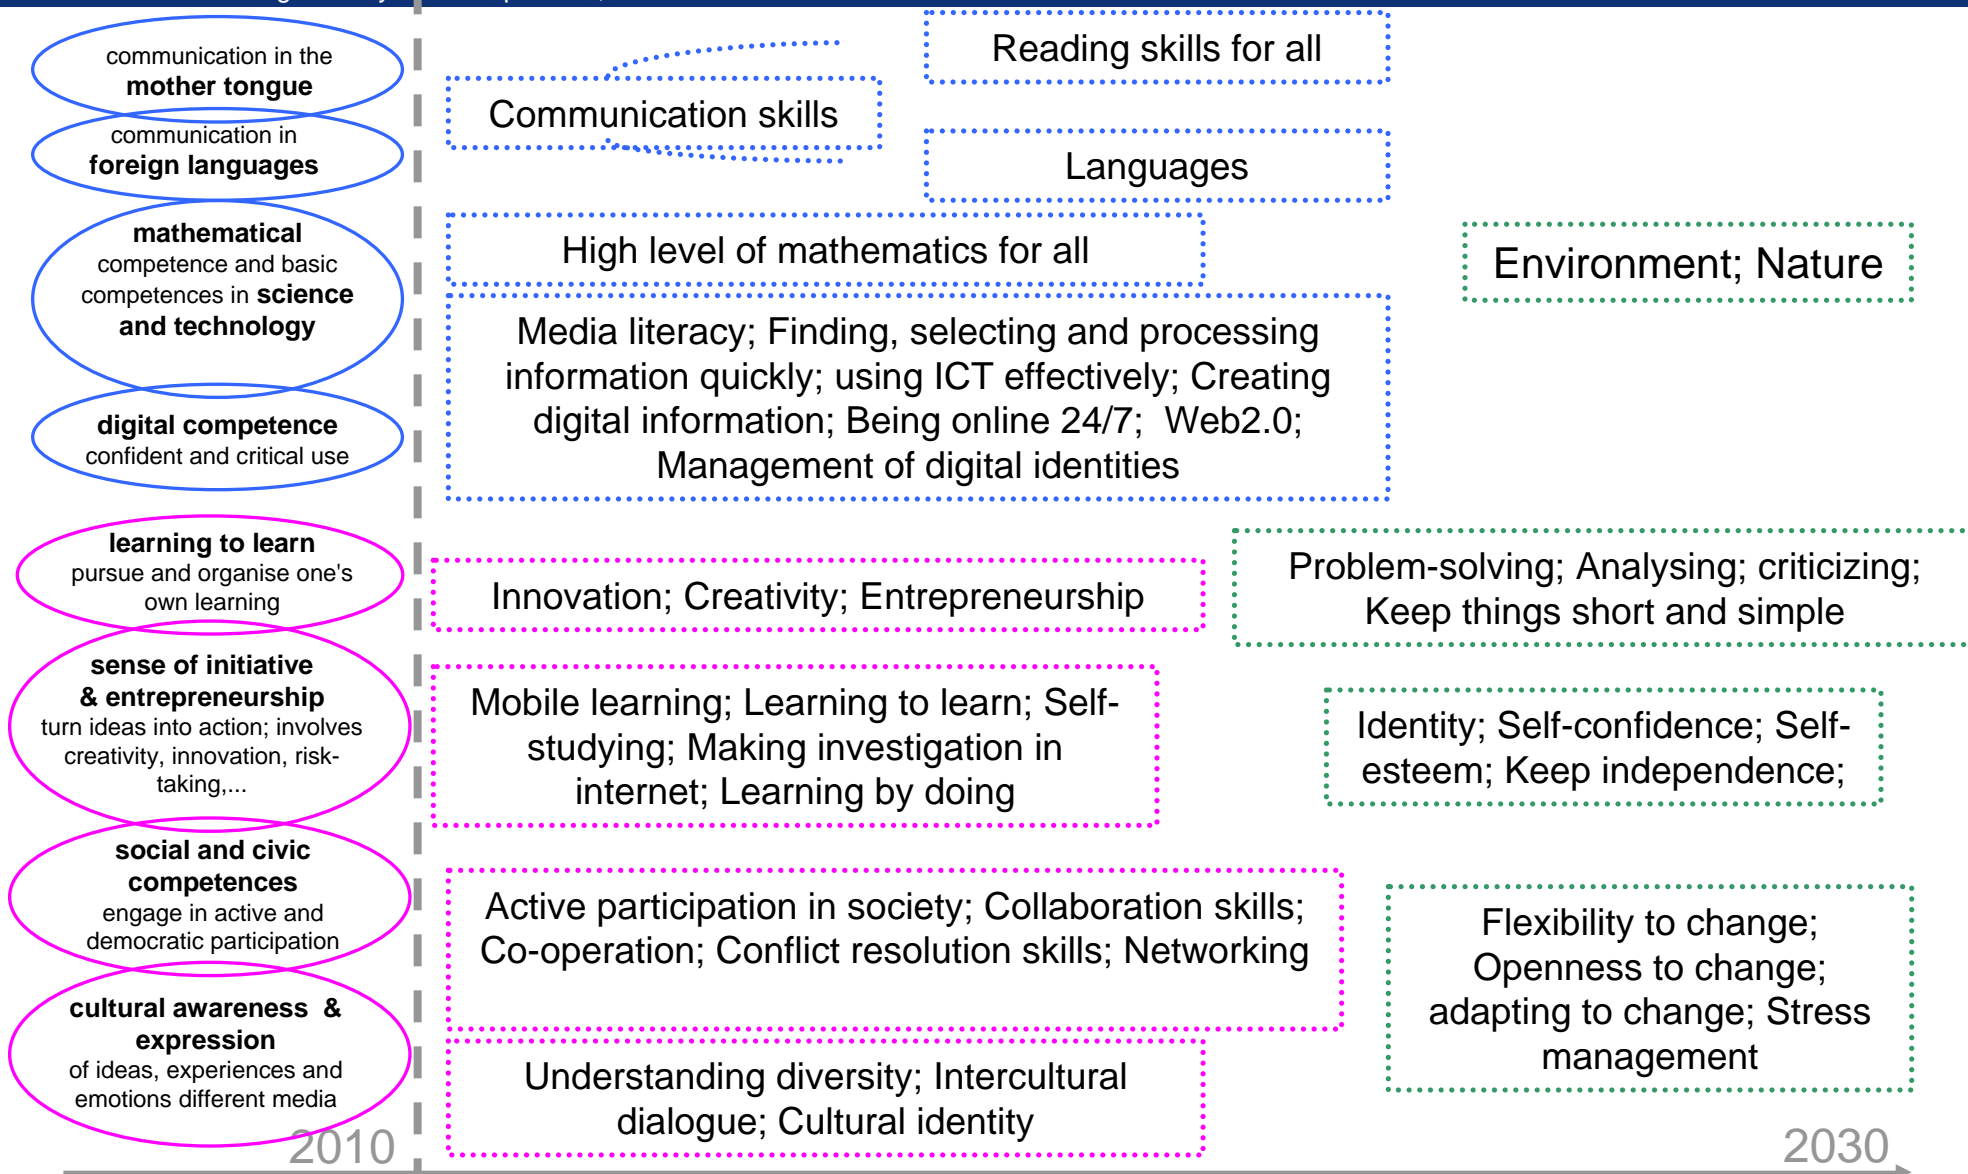 communication in the
mother tongue
communication in
foreign languages
mathematical
competence and basic
competences in science
and technology
digital competence
confident and critical use
learning to learn
pursue and organise one's
own learning
sense of initiative
& entrepreneurship
turn ideas into action; involves
creativity, innovation, risk-
taking,...
social and civic
competences
engage in active and
democratic participation
cultural awareness  &
expression
of ideas, experiences and
emotions different media
2010
Communication skills
Reading skills for all
Languages
High level of mathematics for all
Media literacy; Finding, selecting and processing
information quickly; using ICT effectively; Creating
digital information; Being online 24/7;  Web2.0;
Management of digital identities
Innovation; Creativity; Entrepreneurship
Mobile learning; Learning to learn; Self-
studying; Making investigation in
internet; Learning by doing
Active participation in society; Collaboration skills;
Co-operation; Conflict resolution skills; Networking
Understanding diversity; Intercultural
dialogue; Cultural identity
Environment; Nature
Problem-solving; Analysing; criticizing;
Keep things short and simple
Identity; Self-confidence; Self-
esteem; Keep independence;
Flexibility to change;
Openness to change;
adapting to change; Stress
management
2030